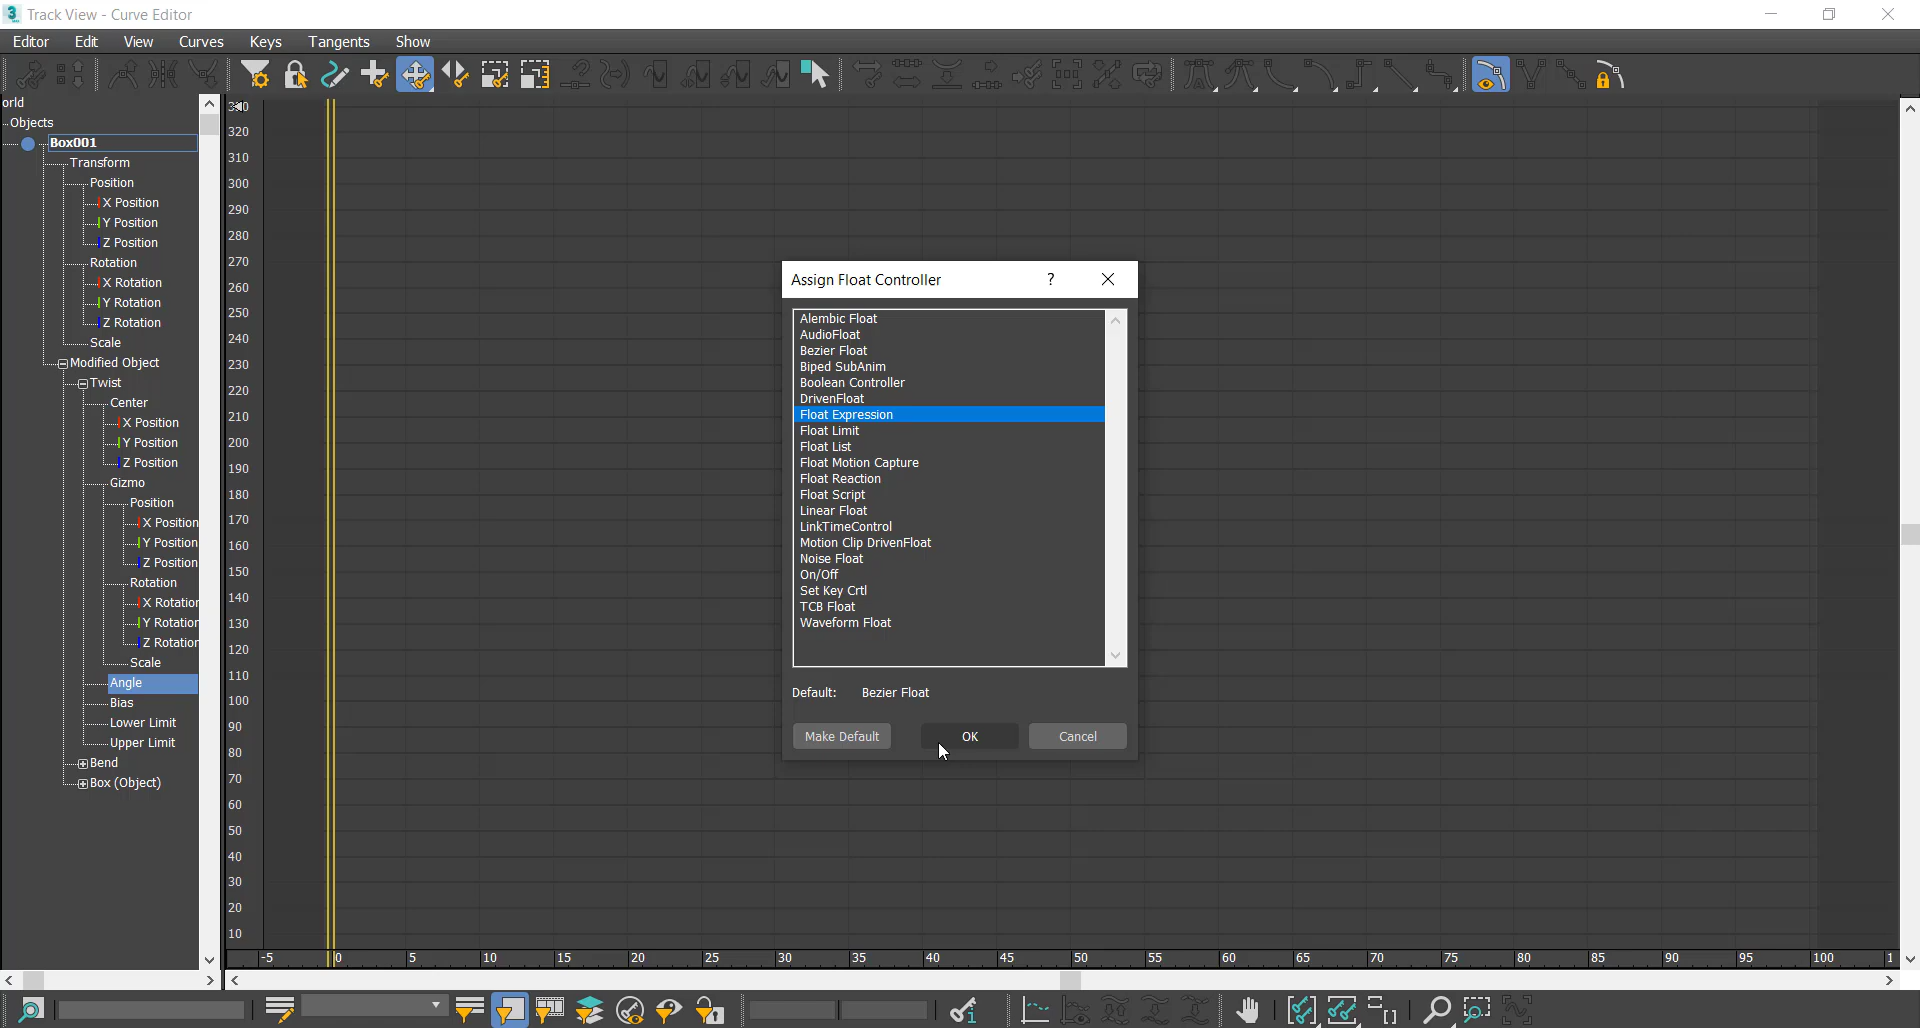 3
Track View - Curve Editor
Editor Edit View Curves Keys Tangents Show
orld
Objects
Box001
Transform
Position
X Position
Y Position
Z Position
Rotation
X Rotation
Y Rotation
Z Rotation
Scale
Modified Object
Twist
Center
X Position
Y Position
Z Position
Gizmo
Position
X Position
Y Position
Z Position
Rotation
X Rotation
Y Rotation
Z Rotation
Scale
Angle
Bias
Lower Limit
Upper Limit
Bend
Box (Object)
320
310
300
290
280
270
260
250
240
230
220
210
200
190
180
170
160
150
140
130
120
110
100
90
80
70
60
50
40
30
20
10
-5 0 5 10 15 20 25 30 35 40 45 50 55 60 65 70 75 80 85 90 95 100 1
Assign Float Controller ?
Alembic Float
AudioFloat
Bezier Float
Biped SubAnim
Boolean Controller
DrivenFloat
Float Expression
Float Limit
Float List
Float Motion Capture
Float Reaction
Float Script
Linear Float
LinkTimeControl
Motion Clip DrivenFloat
Noise Float
On/Off
Set Key Crtl
TCB Float
Waveform Float
Default: Bezier Float
Make Default OK Cancel